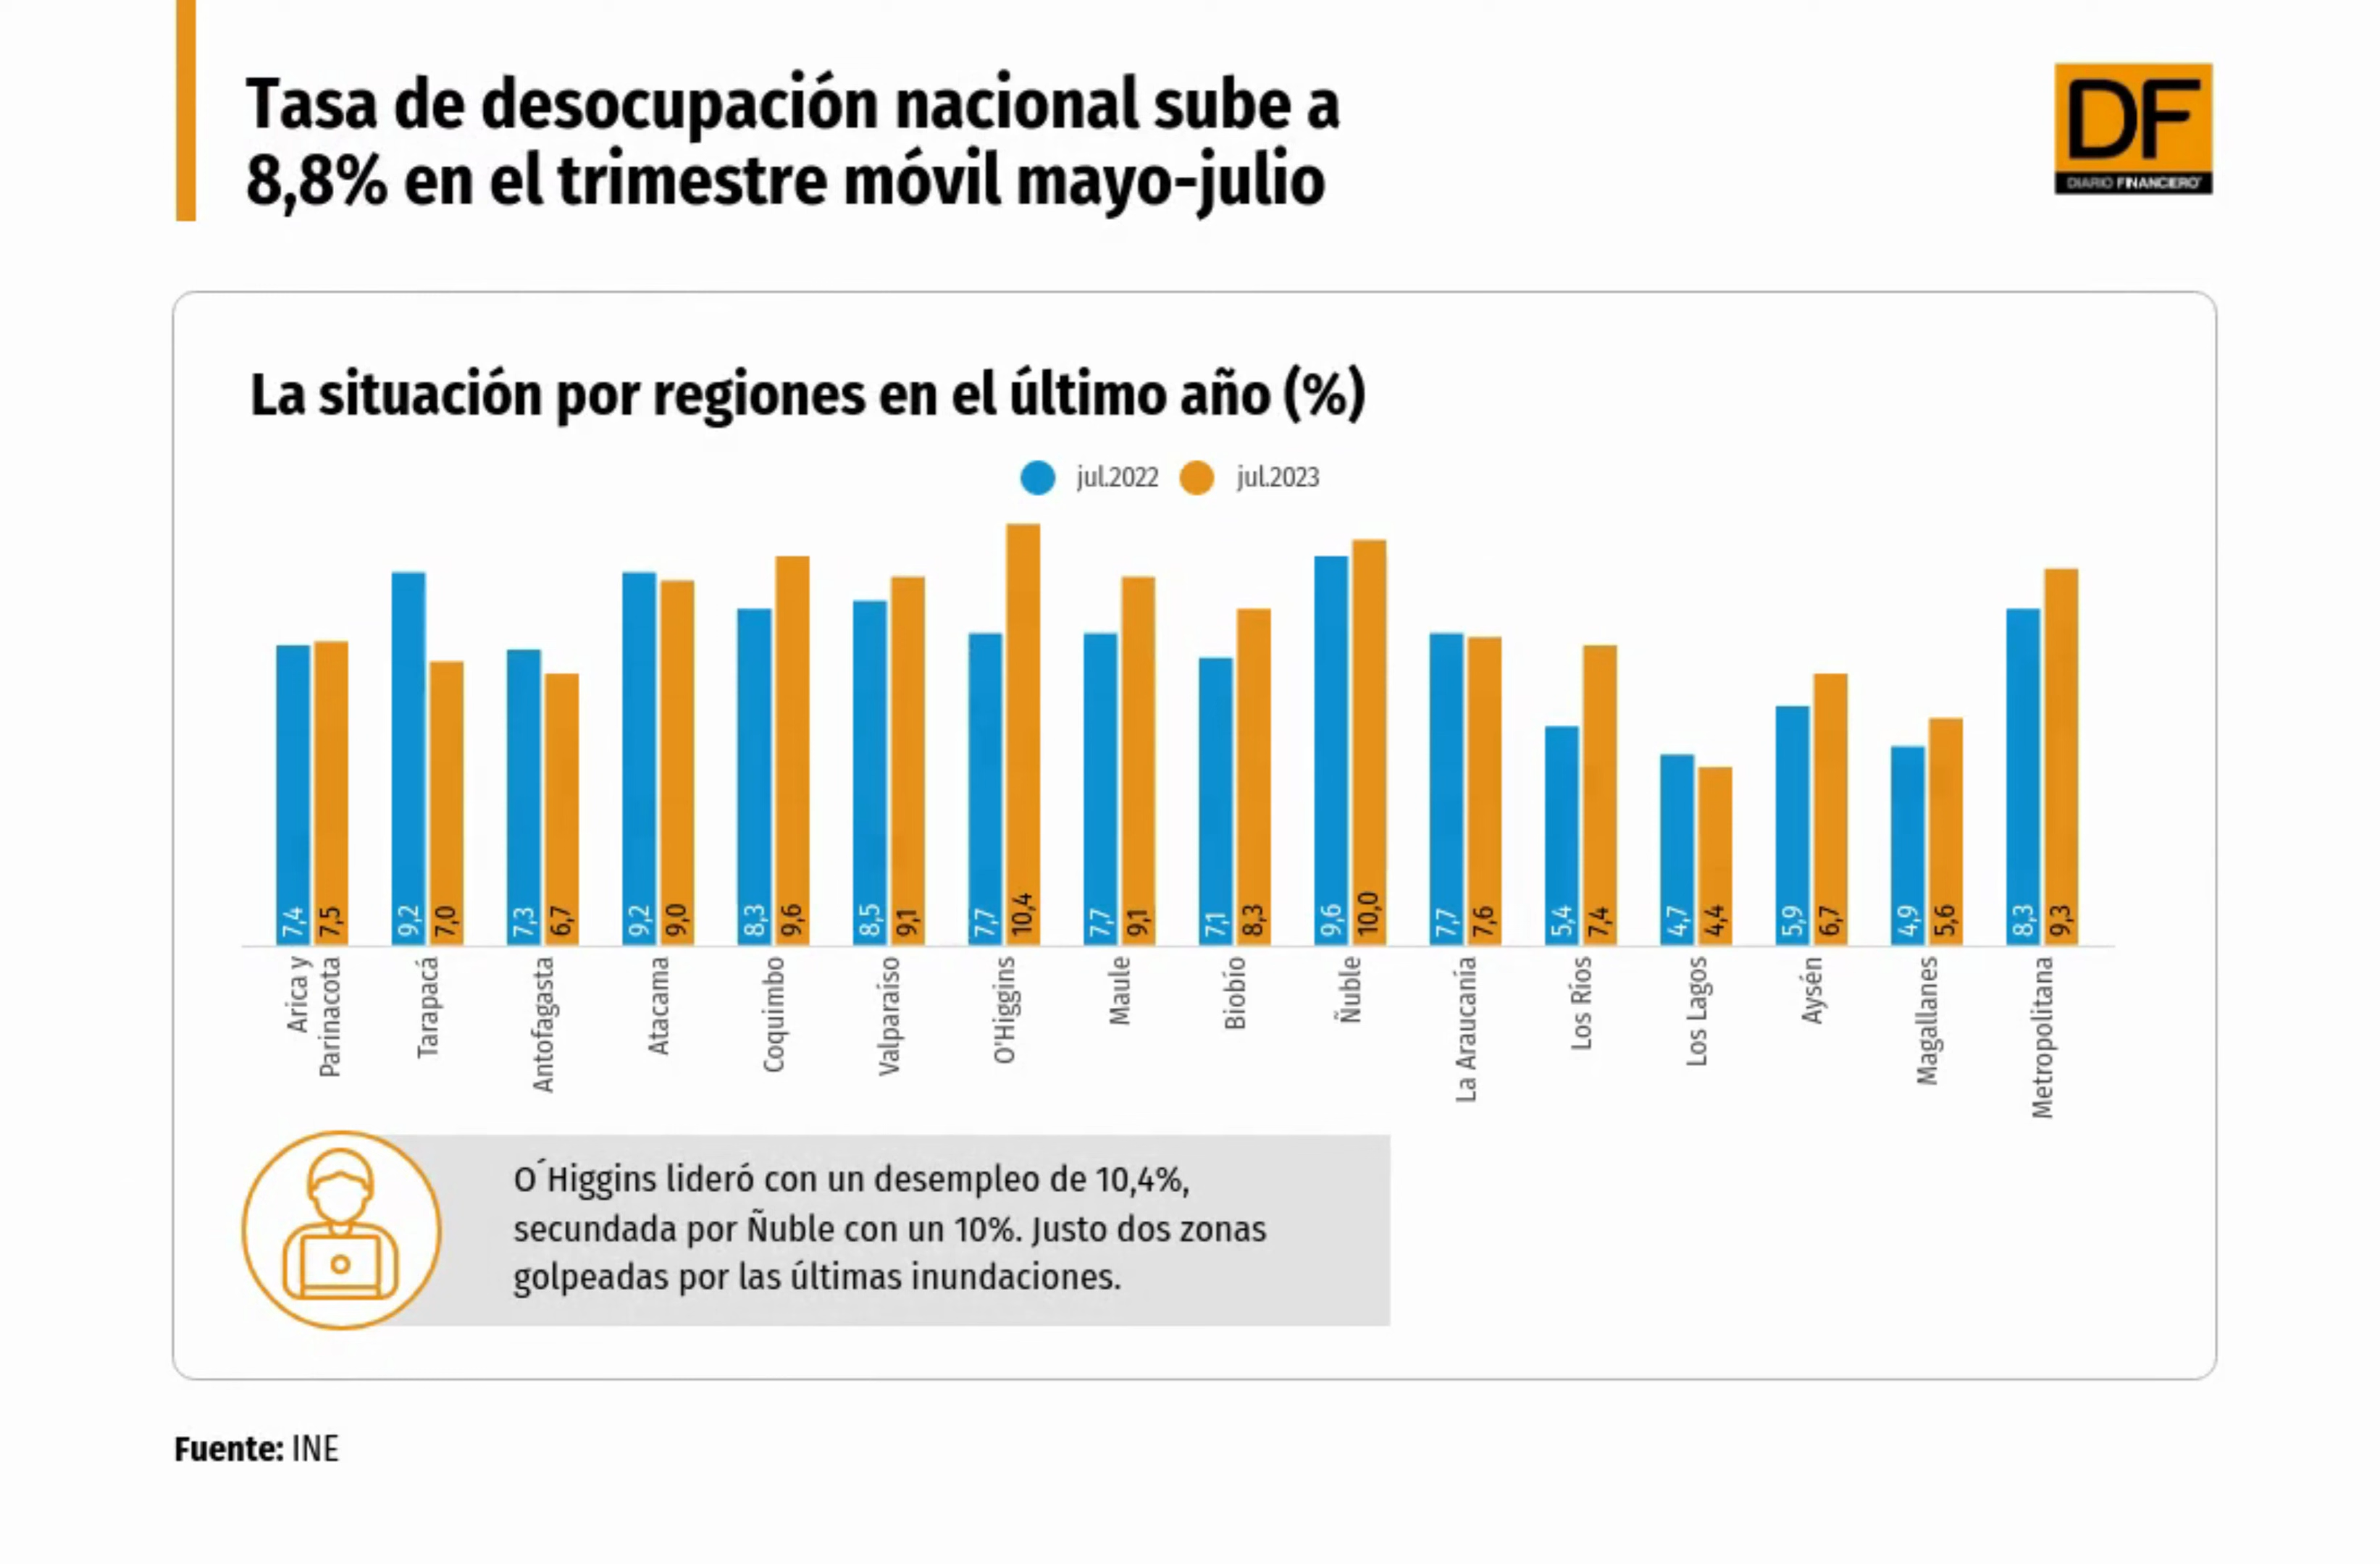 Tasa de desocupación nacional sube a
8,8% en el trimestre móvil mayo-julio
DF
DIARIO FINANCIERO
La situación por regiones en el último año (%)
jul.2022 jul.2023
7,4 7,5 9,2 7,0 7,3 6,7 9,2 9,0 8,3 9,6 8,5 9,1 7,7 10,4 7,7 9,1 7,1 8,3 9,6 10,0 7,7 7,6 5,4 7,4 4,7 4,4 5,9 6,7 4,9 5,6 8,3 9,3
Arica y
Parinacota
Tarapacá
Antofagasta
Atacama
Coquimbo
Valparaíso
O'Higgins
Maule
Biobío
Ñuble
La Araucanía
Los Ríos
Los Lagos
Aysén
Magallanes
Metropolitana
O´Higgins lideró con un desempleo de 10,4%,
secundada por Ñuble con un 10%. Justo dos zonas
golpeadas por las últimas inundaciones.
Fuente: INE